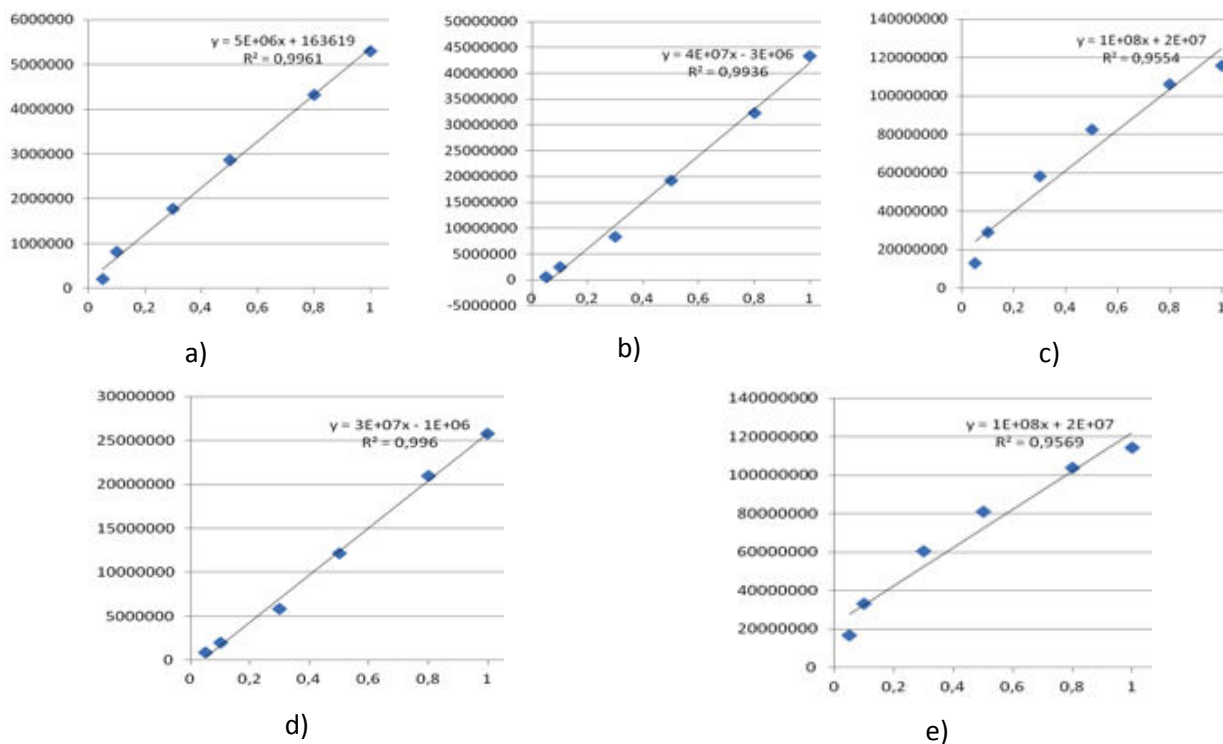 6000000
5000000
4000000
3000000
2000000
1000000
0
y = 5E+06x + 163619
R² = 0,9961
0 0,2 0,4 0,6 0,8 1
a)
50000000
45000000
40000000
35000000
30000000
25000000
20000000
15000000
10000000
5000000
0
-5000000
y = 4E+07x - 3E+06
R² = 0,9936
0 0,2 0,4 0,6 0,8 1
b)
140000000
120000000
100000000
80000000
60000000
40000000
20000000
0
y = 1E+08x + 2E+07
R² = 0,9554
0 0,2 0,4 0,6 0,8 1
c)
30000000
25000000
20000000
15000000
10000000
5000000
0
y = 3E+07x - 1E+06
R² = 0,996
0 0,2 0,4 0,6 0,8 1
d)
140000000
120000000
100000000
80000000
60000000
40000000
20000000
0
y = 1E+08x + 2E+07
R² = 0,9569
0 0,2 0,4 0,6 0,8 1
e)